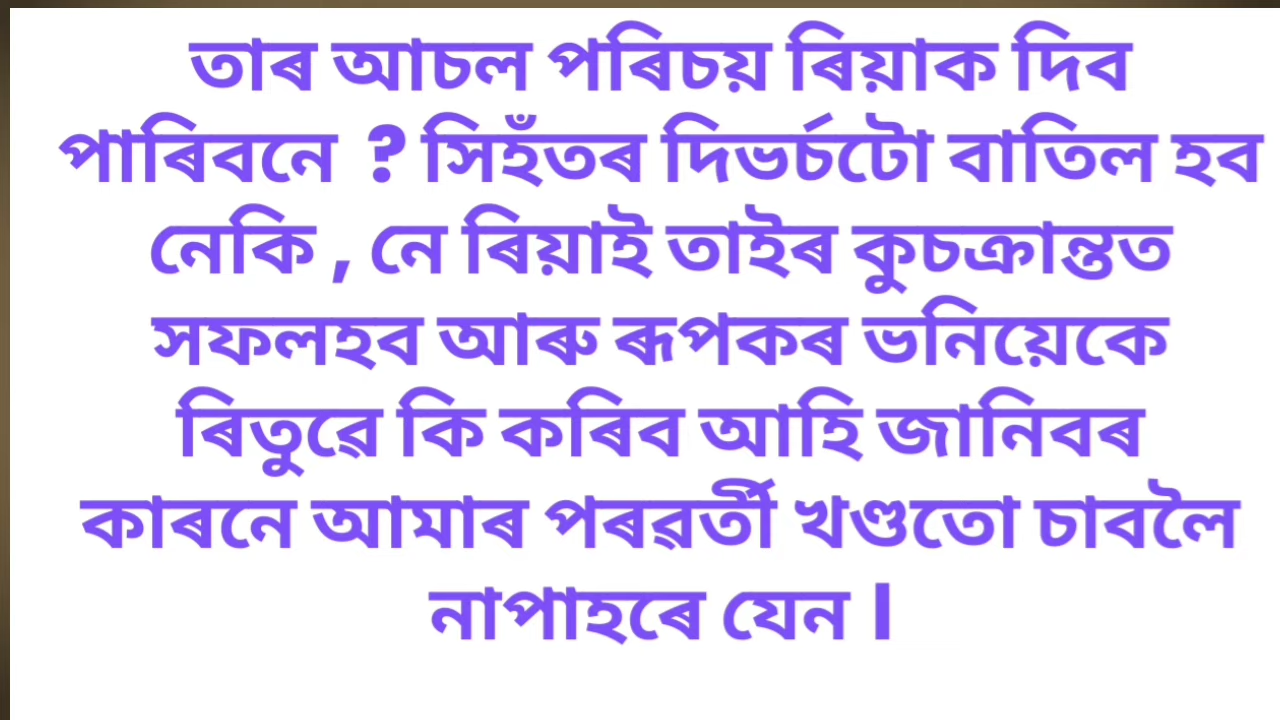 তাৰ আচল পৰিচয় ৰিয়াক দিব
পাৰিবনে ? সিহঁতৰ দিভৰ্চটো বাতিল হব
নেকি , নে ৰিয়াই তাইৰ কুচক্ৰান্তত
সফলহব আৰু ৰূপকৰ ভনিয়েকে
ৰিতুৱে কি কৰিব আহি জানিবৰ
কাৰনে আমাৰ পৰৱৰ্তী খণ্ডতো চাবলৈ
নাপাহৰে যেন ।